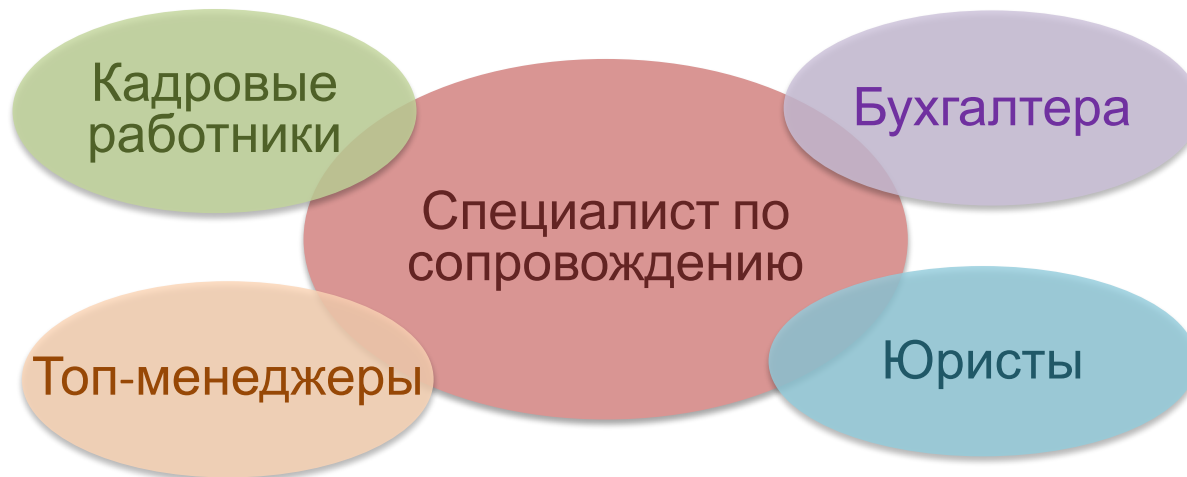 Кадровые
работники
Бухгалтера
Специалист по
сопровождению
Топ-менеджеры
Юристы